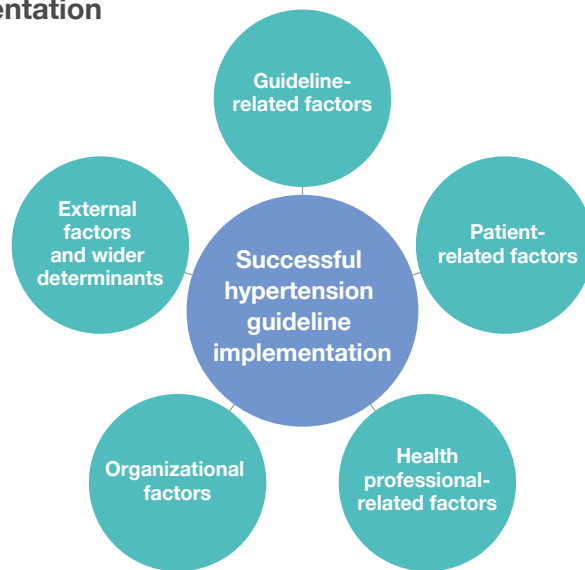 entation
Guideline-
related factors
External
factors
and wider
determinants
Patient-
related factors
Successful
hypertension
guideline
implementation
Organizational
factors
Health
professional-
related factors